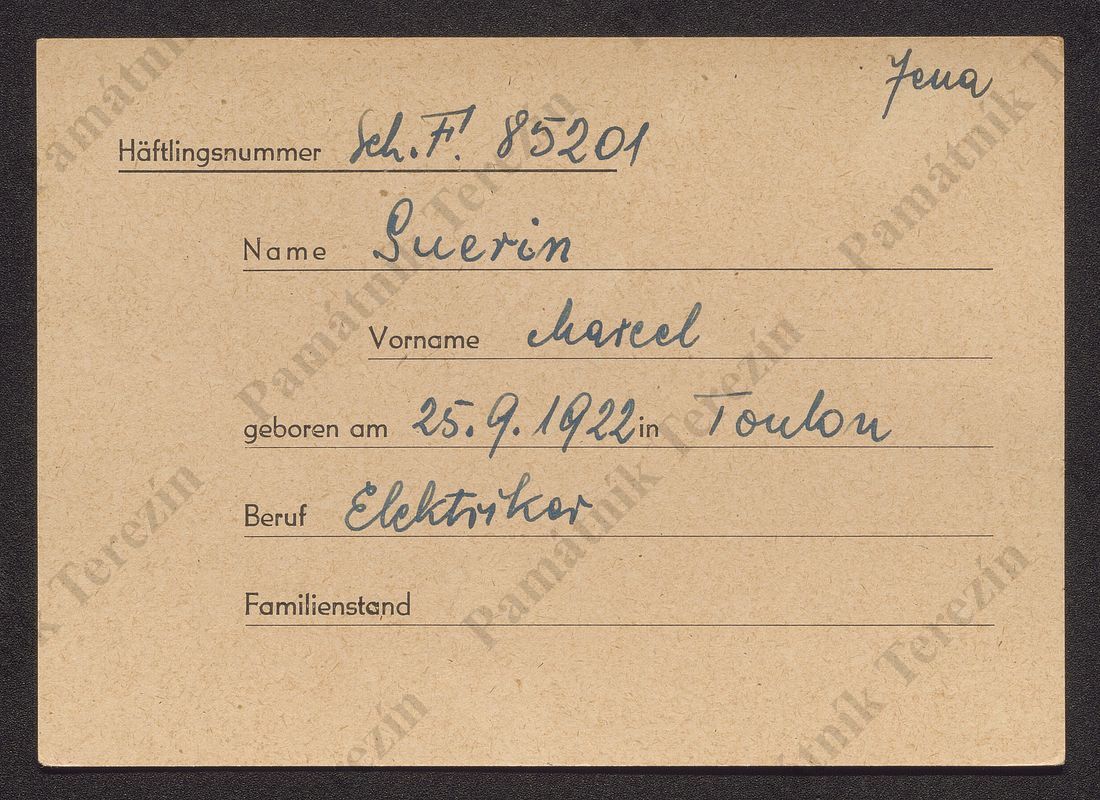 Jena
Häftlingsnummer Sch. F. 85201
Name Guerin
Vorname Marcel
geboren am 25.9.1922 in Toulon
Beruf Elektriker
Familienstand
Památník Terezín